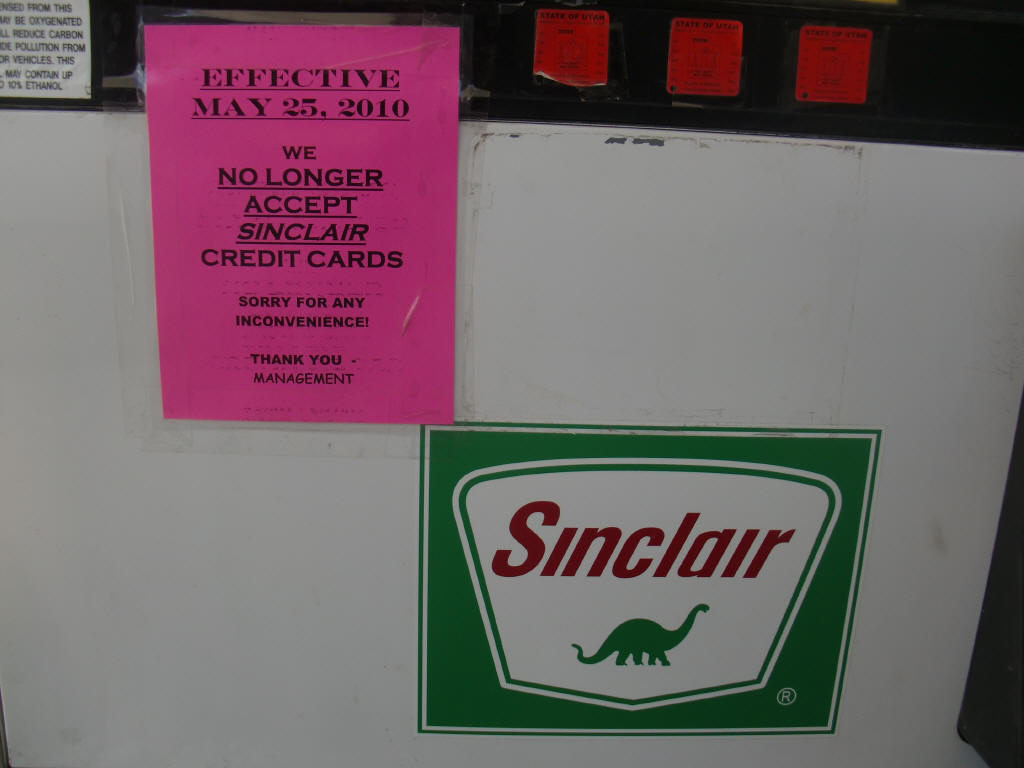 ENSED FROM THIS
MAY BE OXYGENATED
LL REDUCE CARBON
IDE POLLUTION FROM
OR VEHICLES. THIS
MAY CONTAIN UP
O 10% ETHANOL
EFFECTIVE
MAY 25, 2010
WE
NO LONGER
ACCEPT
SINCLAIR
CREDIT CARDS
SORRY FOR ANY
INCONVENIENCE!
THANK YOU -
MANAGEMENT
STATE OF UTAH
STATE OF UTAH
STATE OF UTAH
Sinclair
®